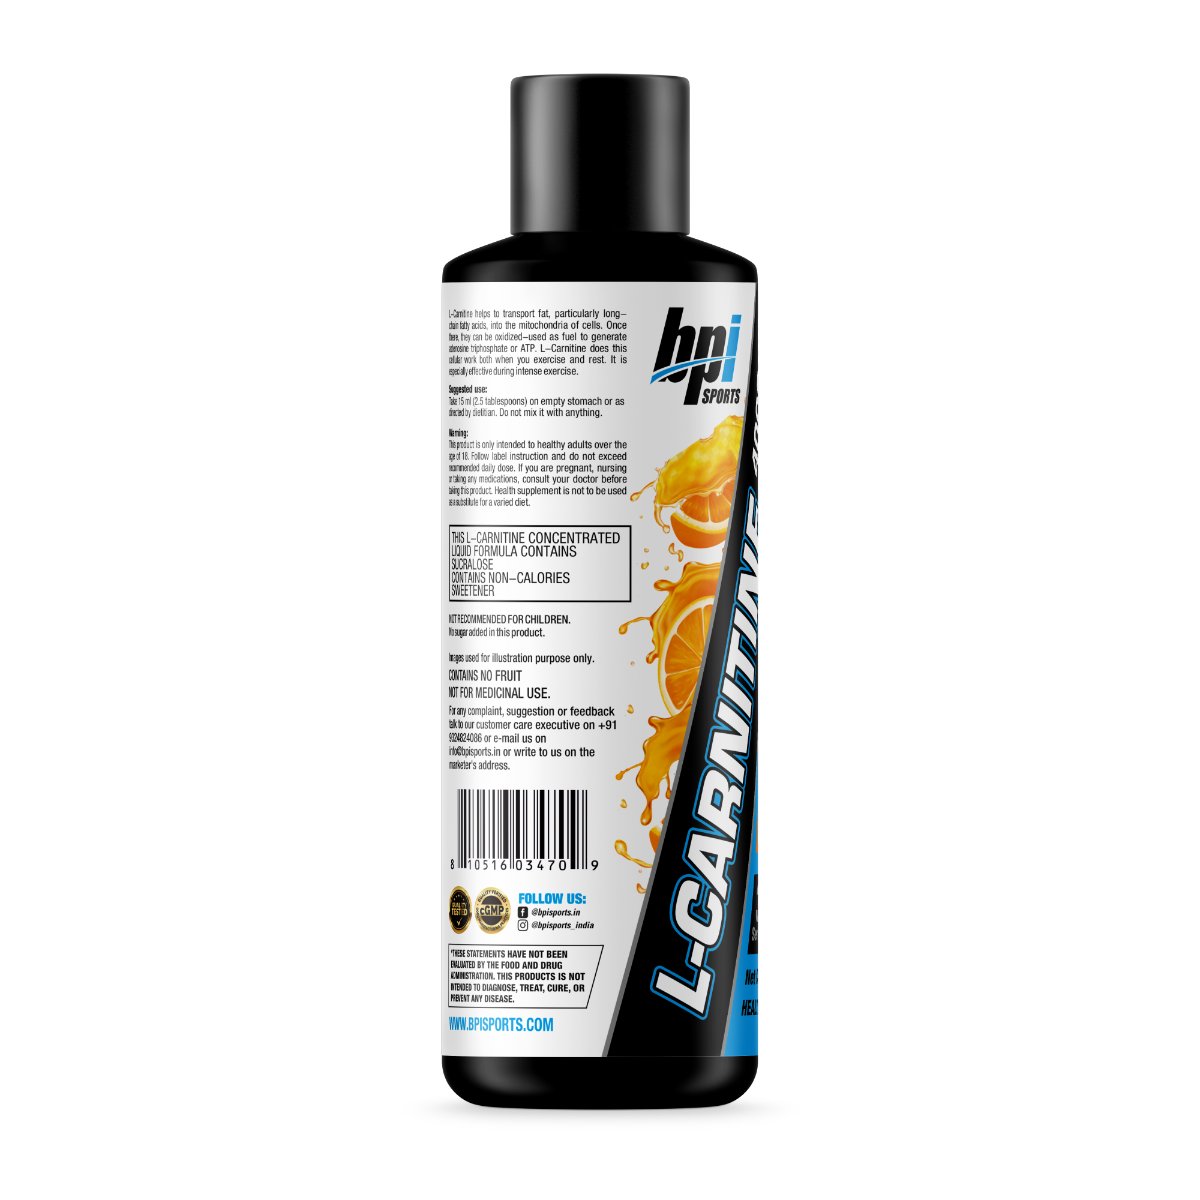 L-Carnitine helps to transport fat, particularly long-
chain fatty acids, into the mitochondria of cells. Once
there, they can be oxidized-used as fuel to generate
adenosine triphosphate or ATP. L-Carnitine does this
cellular work both when you exercise and rest. It is
especially effective during intense exercise.
Suggested use:
Take 15 ml (2.5 tablespoons) on empty stomach or as
directed by dietitian. Do not mix it with anything.
Warning:
This product is only intended to healthy adults over the
age of 18. Follow label instruction and do not exceed
recommended daily dose. If you are pregnant, nursing
or taking any medications, consult your doctor before
taking this product. Health supplement is not to be used
as a substitute for a varied diet.
THIS L-CARNITINE CONCENTRATED
LIQUID FORMULA CONTAINS
SUCRALOSE
CONTAINS NON-CALORIES
SWEETENER
NOT RECOMMENDED FOR CHILDREN.
No sugar added in this product.
Images used for illustration purpose only.
CONTAINS NO FRUIT
NOT FOR MEDICINAL USE.
For any complaint, suggestion or feedback
talk to our customer care executive on +91
9324824086 or e-mail us on
info@bpisports.in or write to us on the
marketer's address.
8 10516 03470 9
QUALITY
TESTED
CGMP
FOLLOW US:
@bpisports.in
@bpisports_india
*THESE STATEMENTS HAVE NOT BEEN
EVALUATED BY THE FOOD AND DRUG
ADMINISTRATION. THIS PRODUCTS IS NOT
INTENDED TO DIAGNOSE, TREAT, CURE, OR
PREVENT ANY DISEASE.
WWW.BPISPORTS.COM
bpi
SPORTS
L-CARNITINE
Net